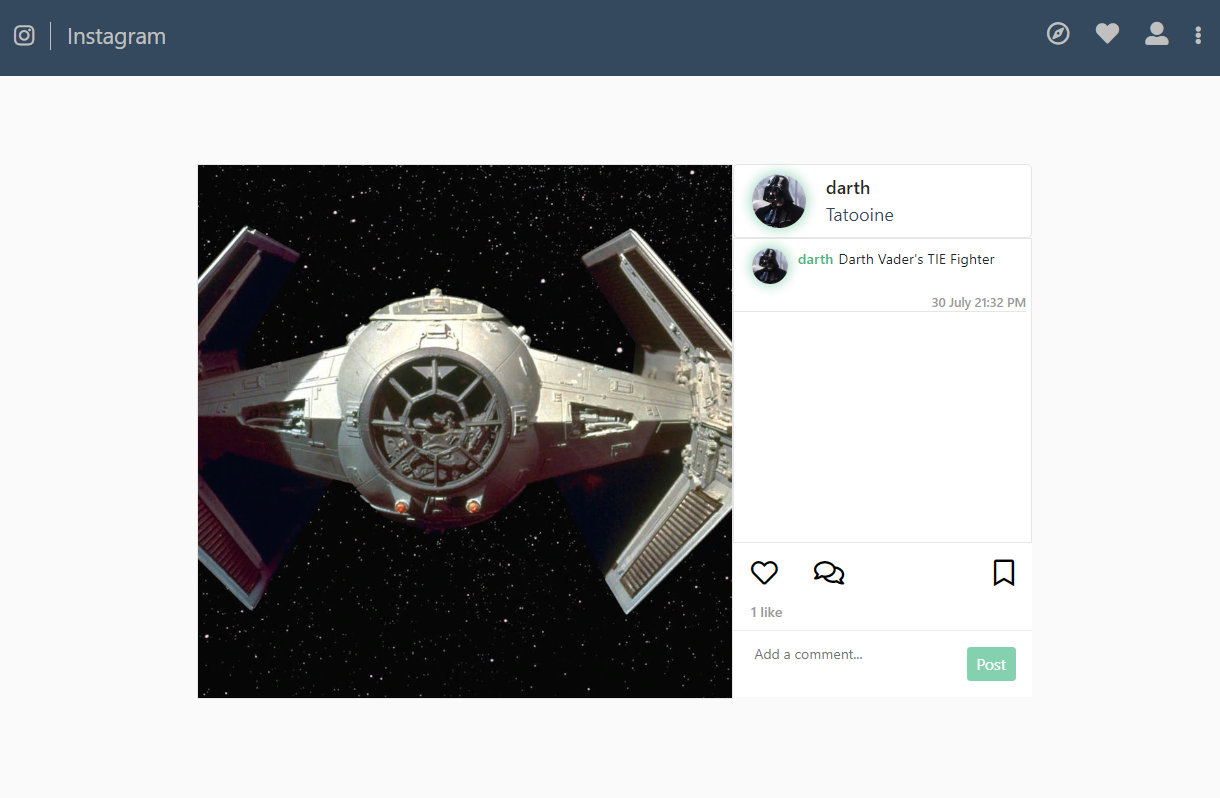 Instagram
darth
Tatooine
darth Darth Vader's TIE Fighter
30 July 21:32 PM
1 like
Add a comment...
Post